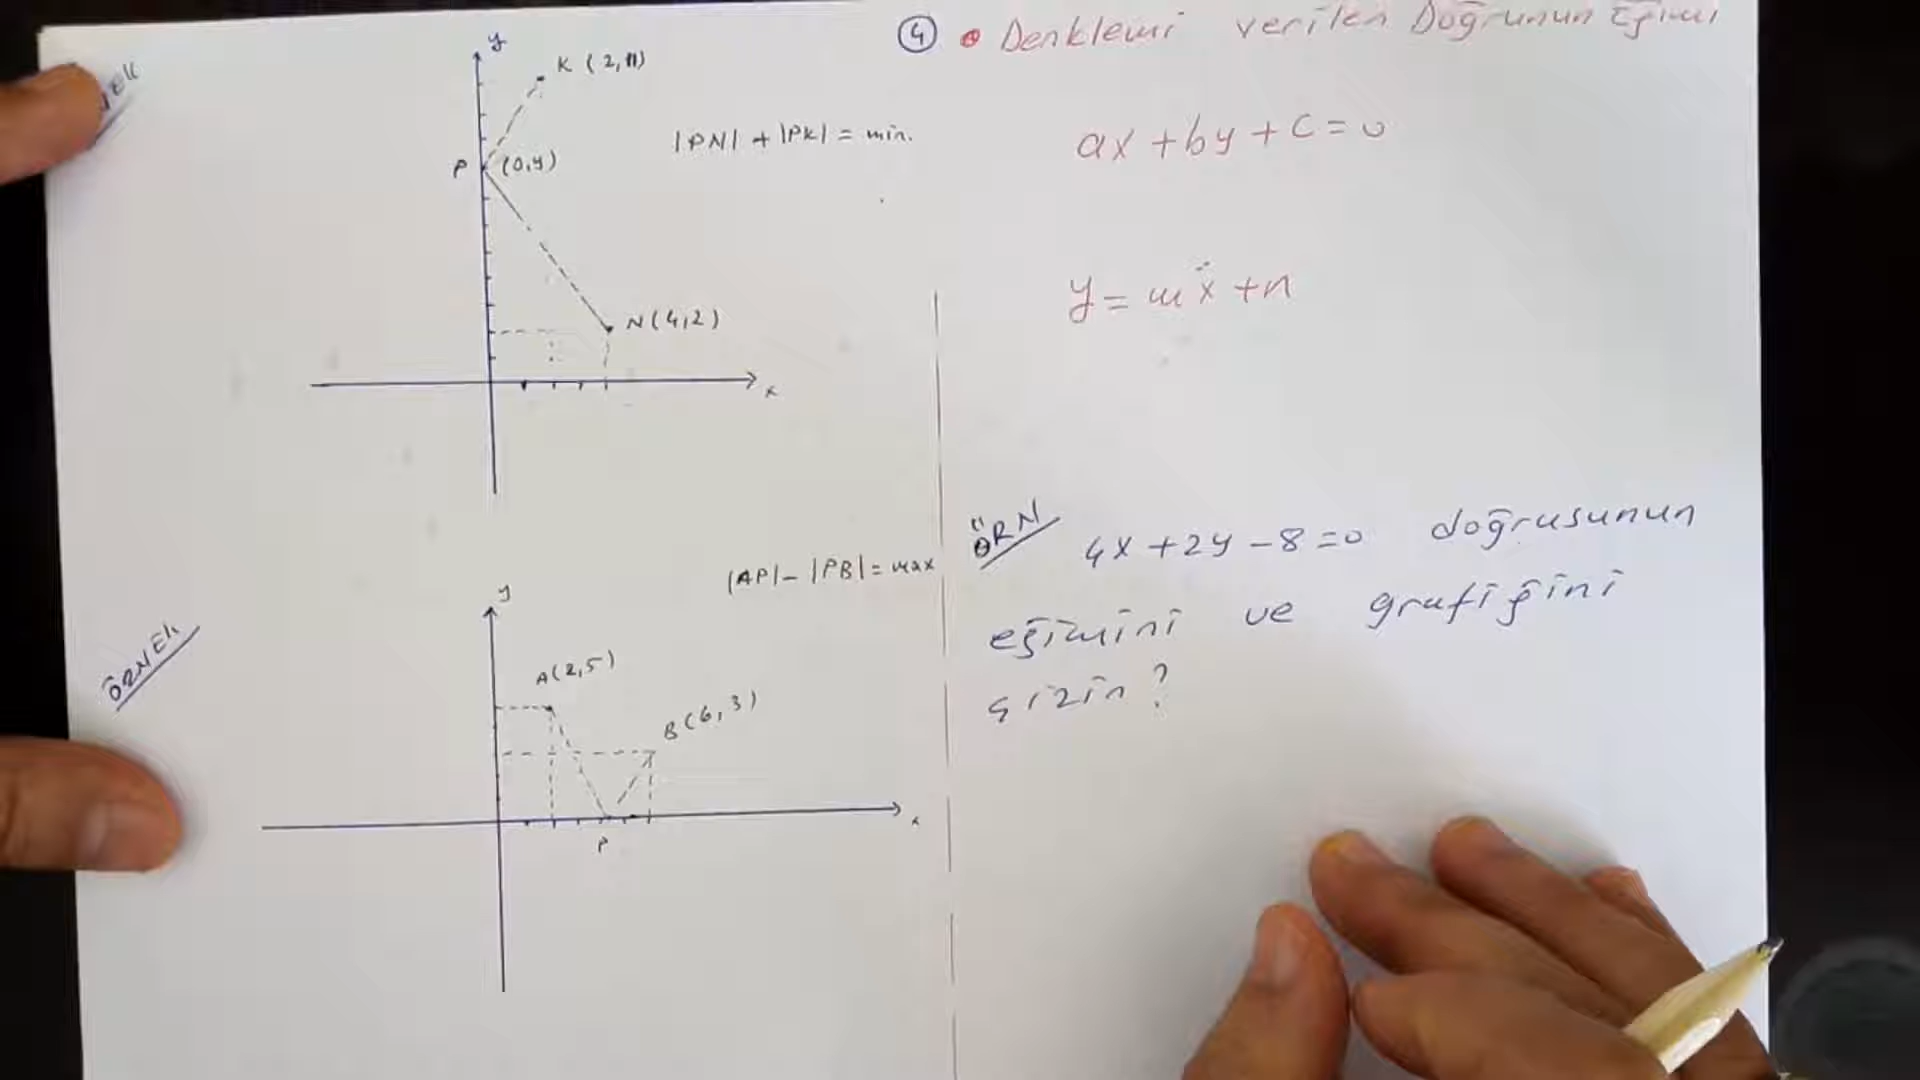 y
K (2,11)
P (0,y)
|PN| + |PK| = min.
N(4,2)
x
ÖRNEK
|AP| - |PB| = max
y
A(2,5)
B(6,3)
P
x
④ Denklemi verilen Doğrunun Eğimi
ax + by + c = 0
y = mx + n
ÖRN
4x + 2y - 8 = 0 doğrusunun
eğimini ve grafiğini
çizin?